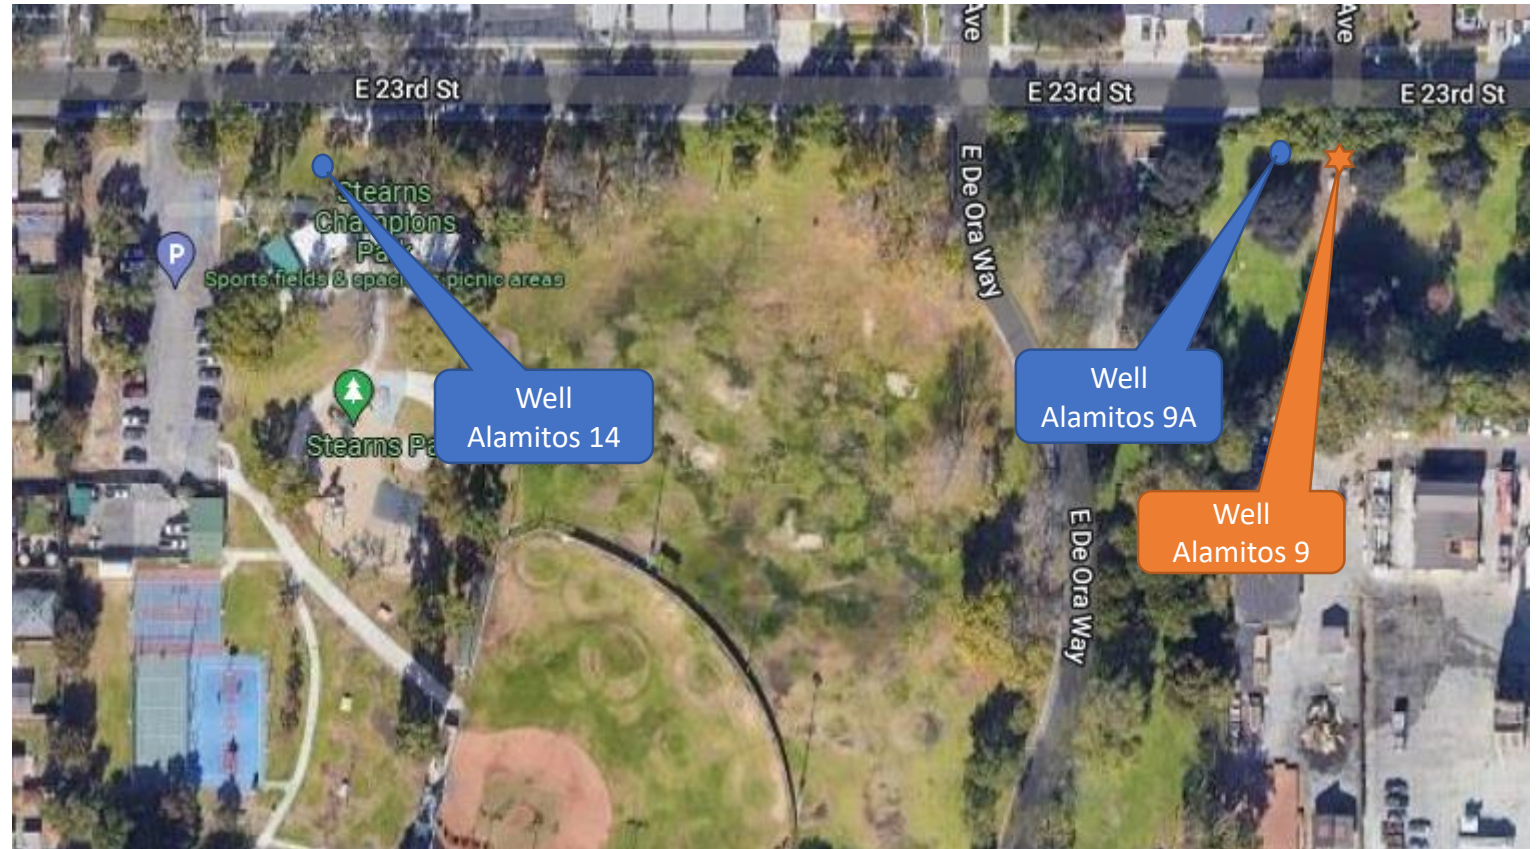 Ave
Ave
E 23rd St
E 23rd St
E 23rd St
E De Ora Way
Stearns
Champions
Park
Sports fields & spac
picnic areas
P
Well
Alamitos 14
Well
Alamitos 9A
Stearns Pa
Well
Alamitos 9
E De Ora Way